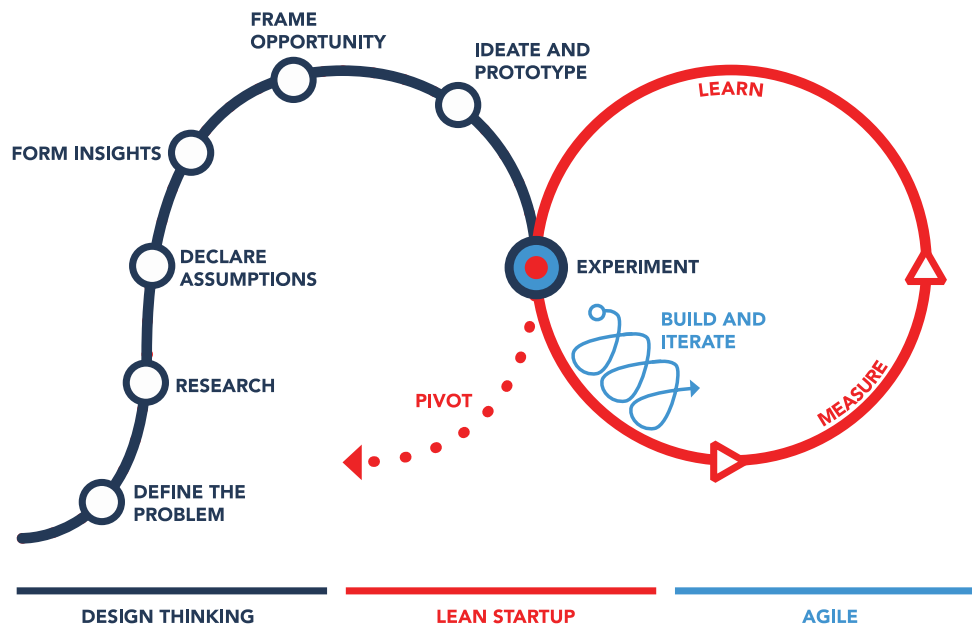 FRAME
OPPORTUNITY
IDEATE AND
PROTOTYPE
LEARN
FORM INSIGHTS
DECLARE
ASSUMPTIONS
EXPERIMENT
BUILD AND
ITERATE
RESEARCH
PIVOT
MEASURE
DEFINE THE
PROBLEM
DESIGN THINKING
LEAN STARTUP
AGILE